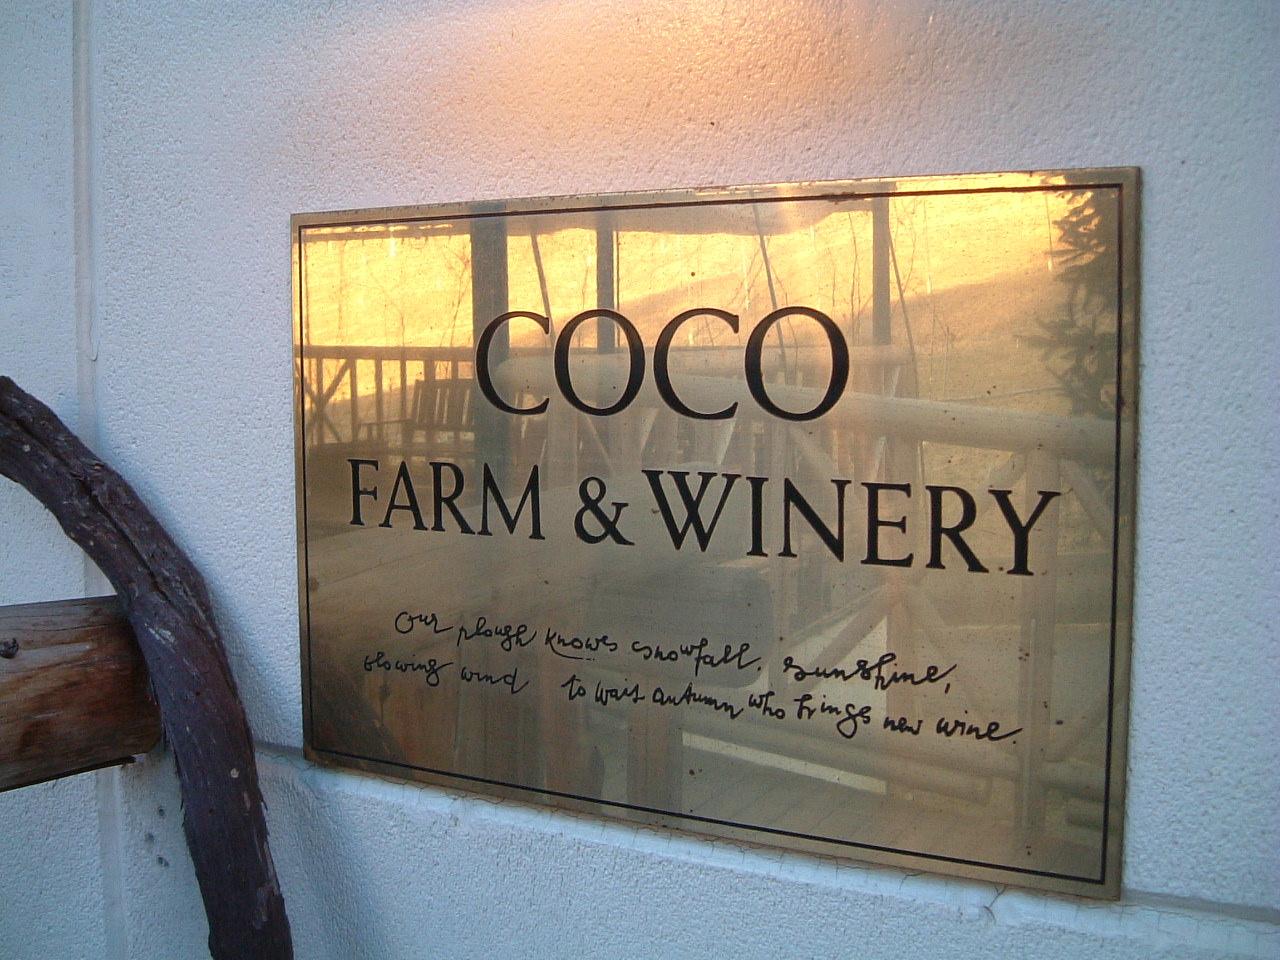 COCO
FARM & WINERY
Our plough knows snowfall, sunshine,
blowing wind to wait autumn who brings new wine.